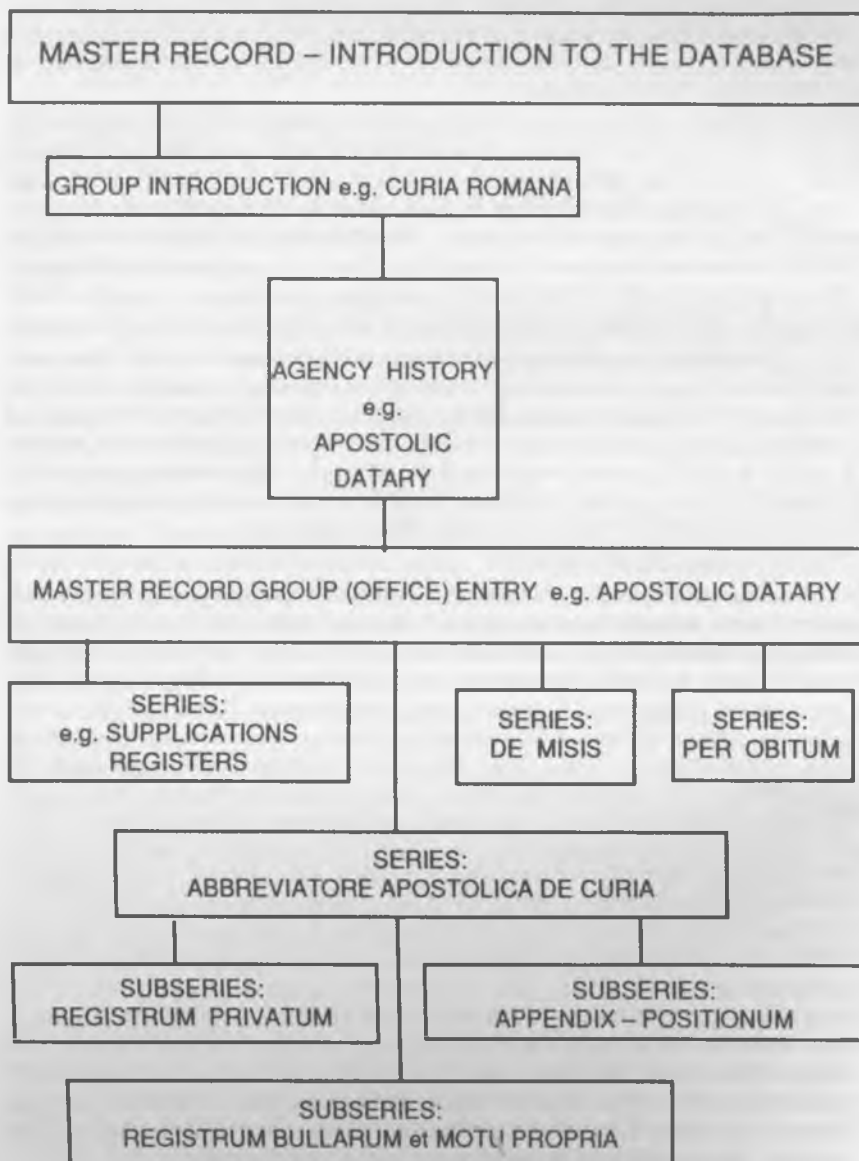 MASTER RECORD – INTRODUCTION TO THE DATABASE
GROUP INTRODUCTION e.g. CURIA ROMANA
AGENCY HISTORY
e.g.
APOSTOLIC
DATARY
MASTER RECORD GROUP (OFFICE) ENTRY e.g. APOSTOLIC DATARY
SERIES:
e.g. SUPPLICATIONS
REGISTERS
SERIES:
DE MISIS
SERIES:
PER OBITUM
SERIES:
ABBREVIATORE APOSTOLICA DE CURIA
SUBSERIES:
REGISTRUM PRIVATUM
SUBSERIES:
APPENDIX – POSITIONUM
SUBSERIES:
REGISTRUM BULLARUM et MOTU PROPRIA